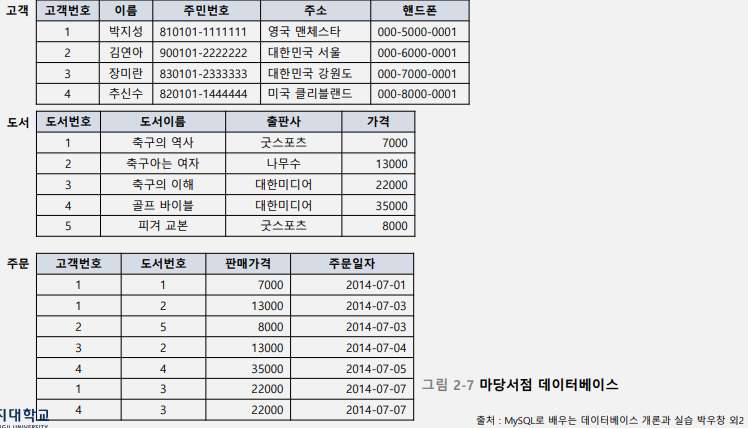 고객
고객번호 이름 주민번호 주소 핸드폰
1 박지성 810101-1111111 영국 맨체스타 000-5000-0001
2 김연아 900101-2222222 대한민국 서울 000-6000-0001
3 장미란 830101-2333333 대한민국 강원도 000-7000-0001
4 추신수 820101-1444444 미국 클리블랜드 000-8000-0001
도서
도서번호 도서이름 출판사 가격
1 축구의 역사 굿스포츠 7000
2 축구아는 여자 나무수 13000
3 축구의 이해 대한미디어 22000
4 골프 바이블 대한미디어 35000
5 피겨 교본 굿스포츠 8000
주문
고객번호 도서번호 판매가격 주문일자
1 1 7000 2014-07-01
1 2 13000 2014-07-03
2 5 8000 2014-07-03
3 2 13000 2014-07-04
4 4 35000 2014-07-05
1 3 22000 2014-07-07
4 3 22000 2014-07-07
그림 2-7 마당서점 데이터베이스
지대학교
UNIVERSITY
출처 : MySQL로 배우는 데이터베이스 개론과 실습 박우창 외2